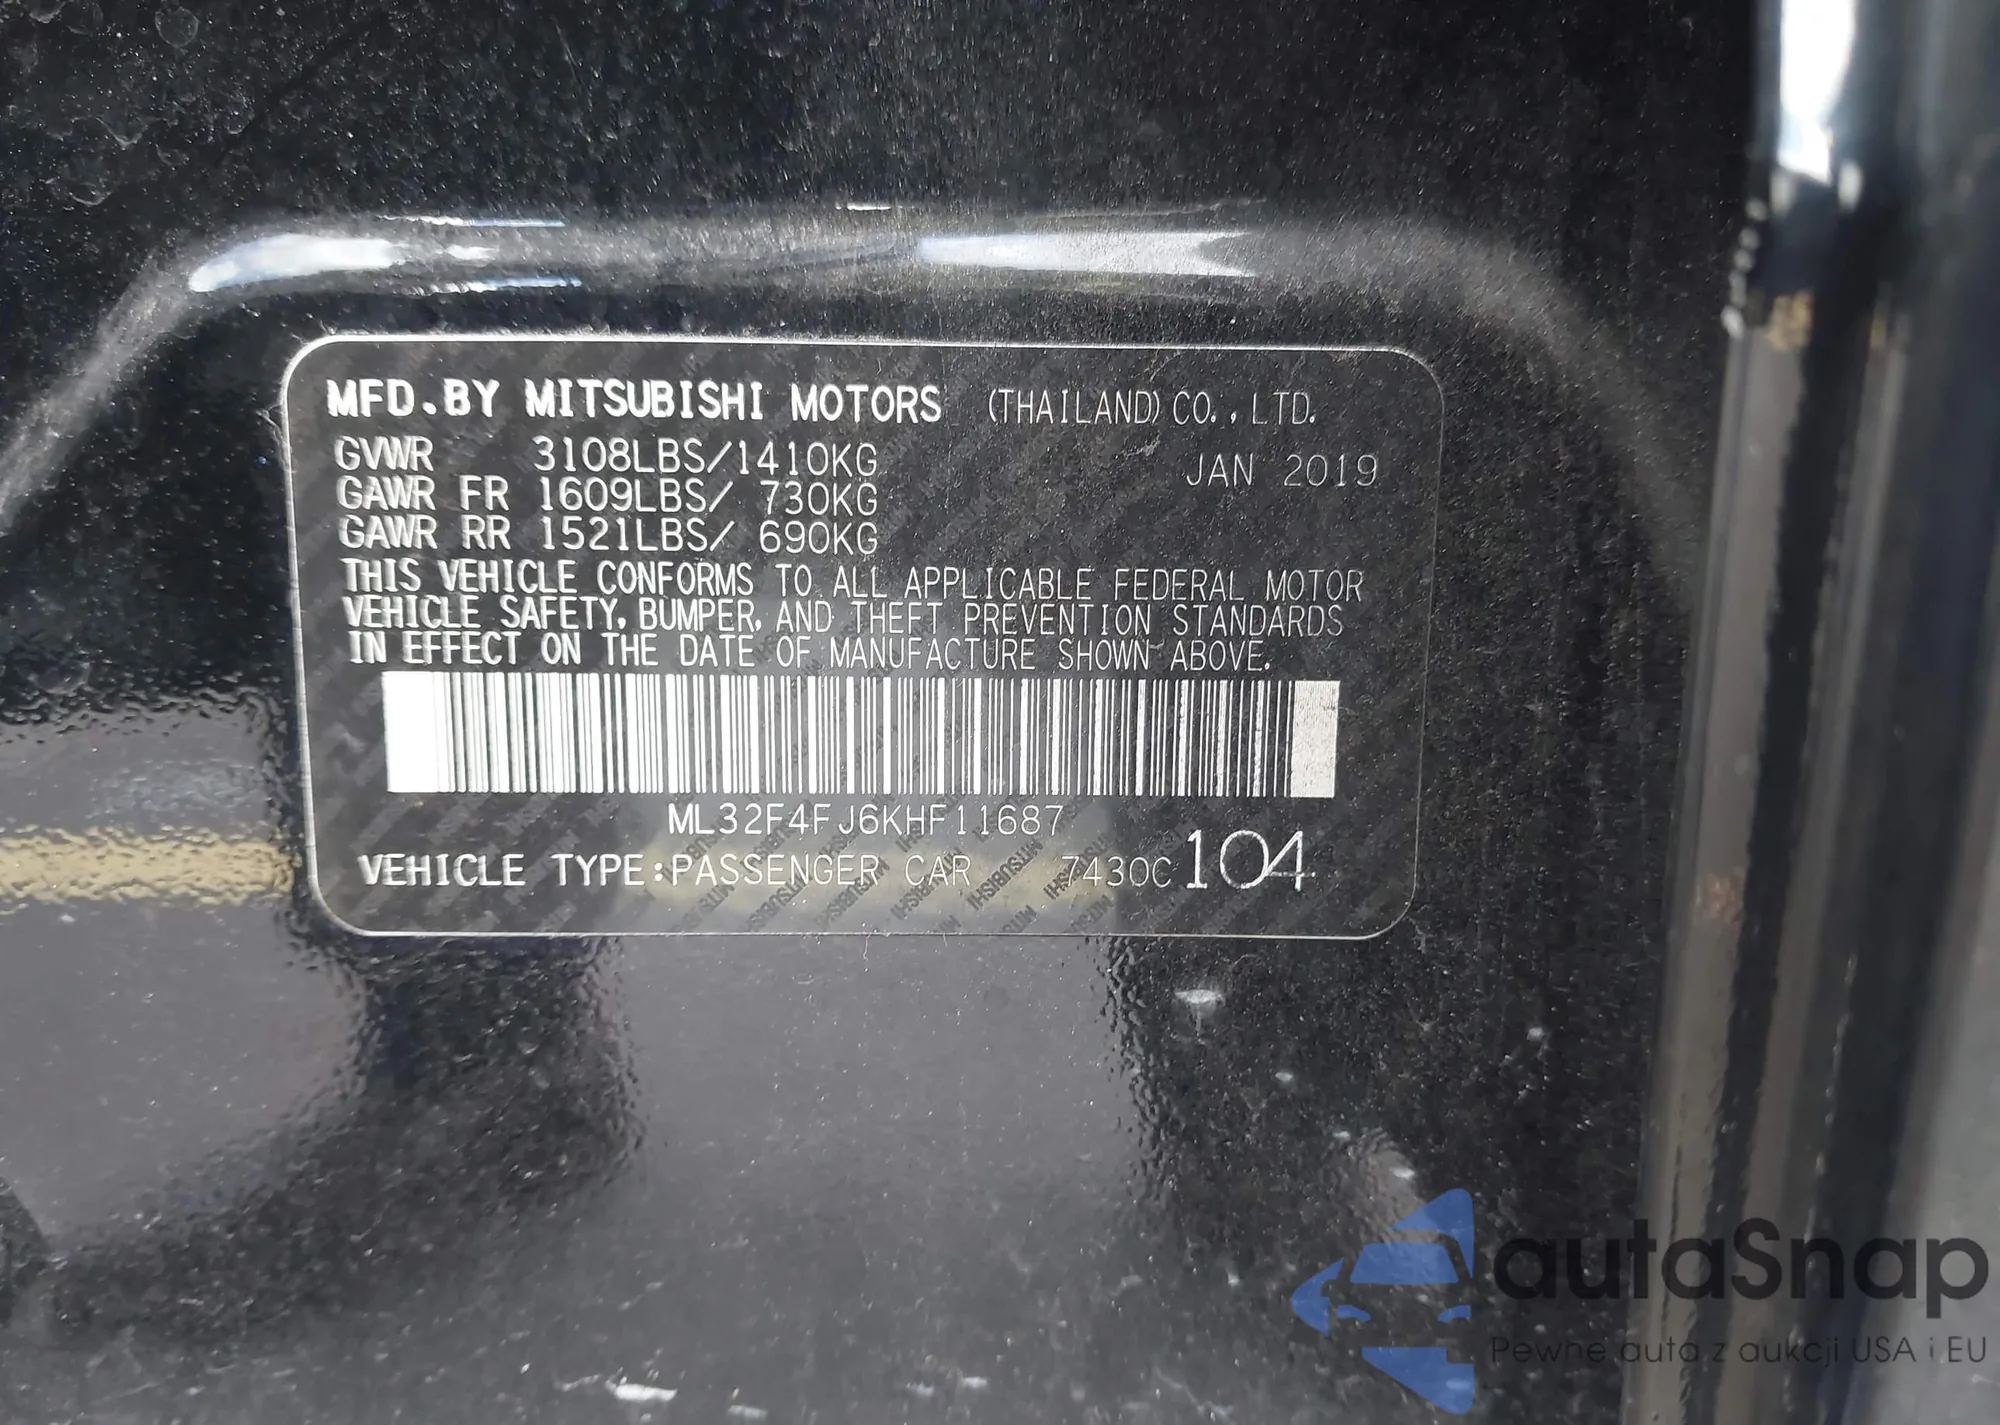 MFD.BY MITSUBISHI MOTORS (THAILAND) CO.,LTD.
GVWR 3108LBS/1410KG JAN 2019
GAWR FR 1609LBS/ 730KG
GAWR RR 1521LBS/ 690KG
THIS VEHICLE CONFORMS TO ALL APPLICABLE FEDERAL MOTOR
VEHICLE SAFETY, BUMPER, AND THEFT PREVENTION STANDARDS
IN EFFECT ON THE DATE OF MANUFACTURE SHOWN ABOVE.
ML32F4FJ6KHF11687
VEHICLE TYPE:PASSENGER CAR 7430C 104
autaSnap
Pewne auta z aukcji USA i EU